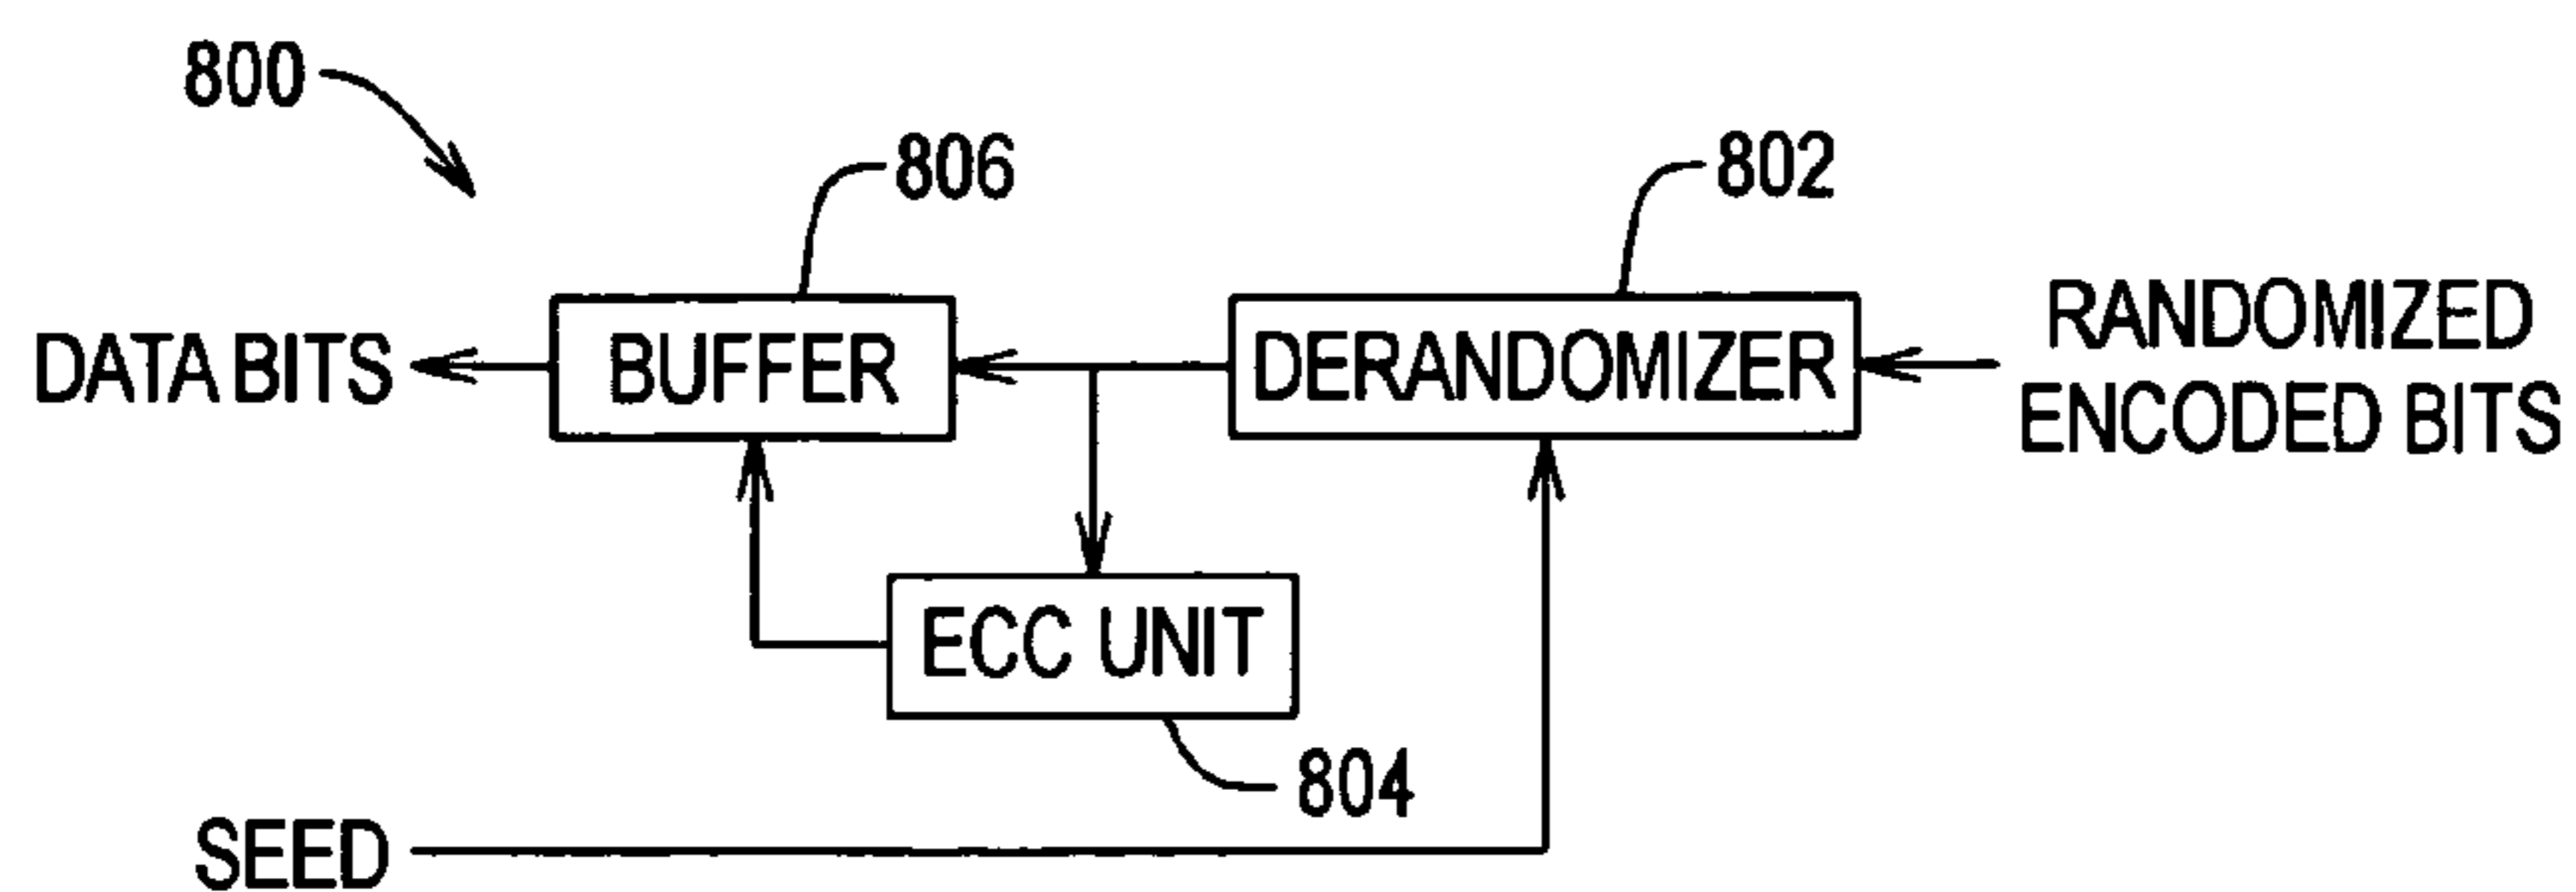 800
806
802
DATA BITS
BUFFER
DERANDOMIZER
RANDOMIZED
ENCODED BITS
ECC UNIT
804
SEED